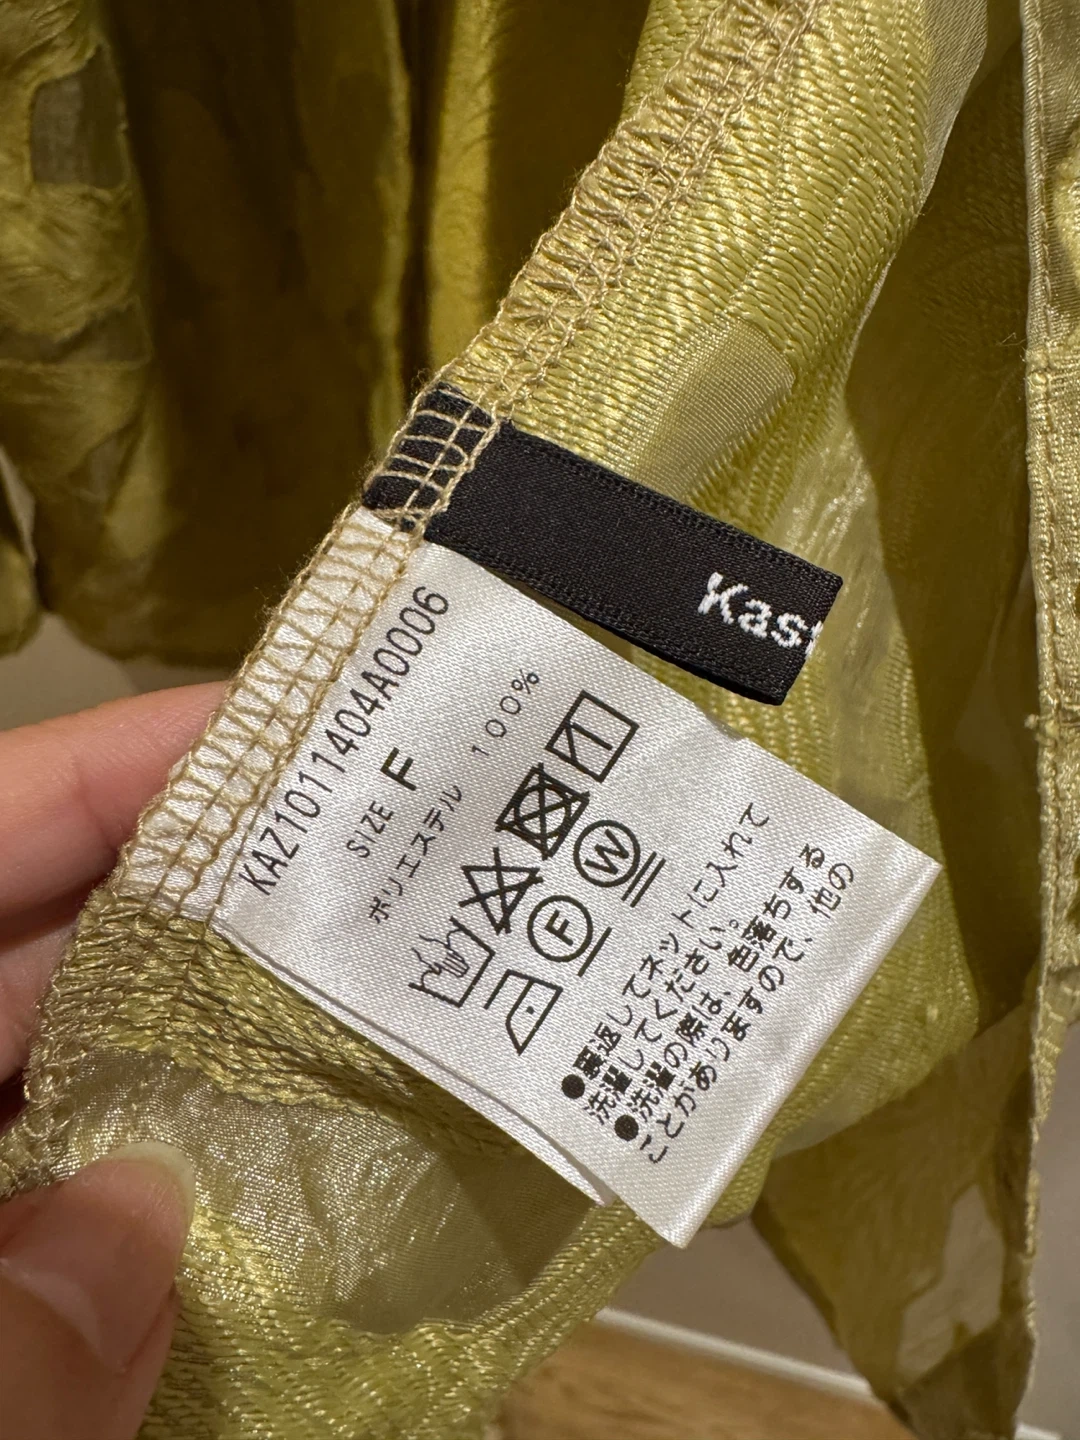 Kas
KAZ1011404A0006
SIZE F
ポリエステル 100%
F
W
●裏返してネットに入れて
洗濯してください。
●洗濯の際は、色落ちする
ことがありますので、他の